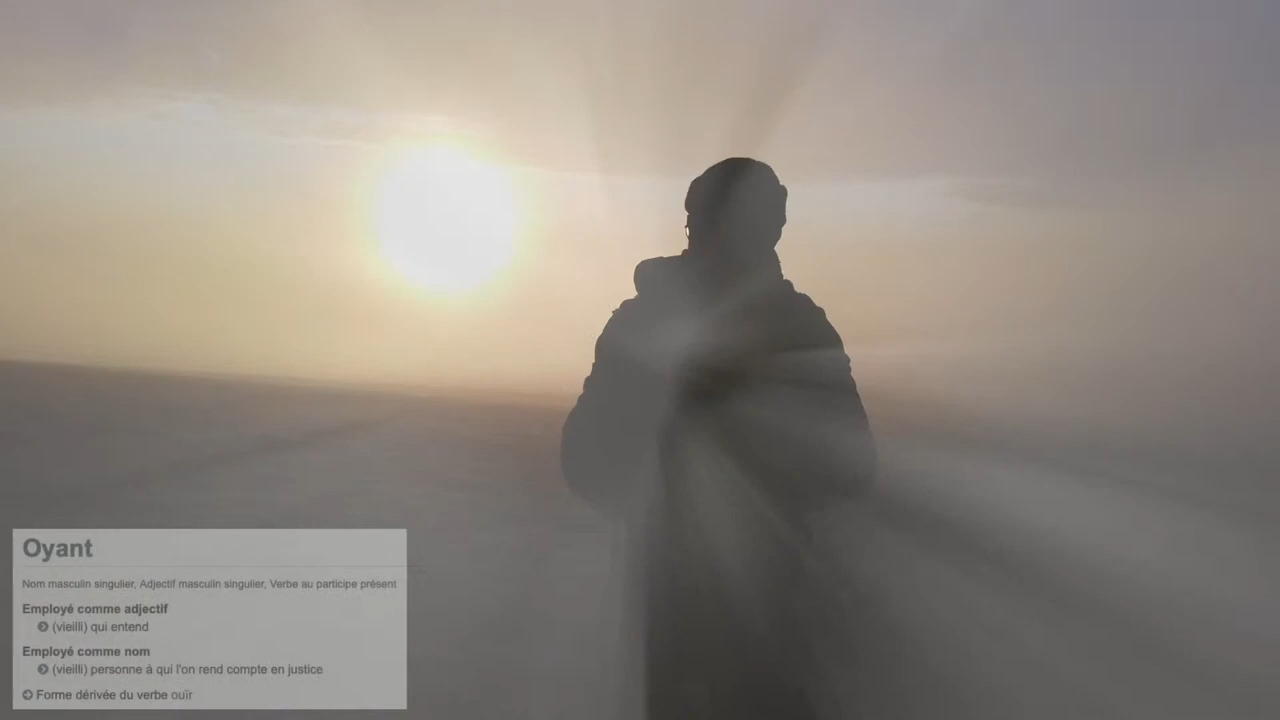 Oyant
Nom masculin singulier, Adjectif masculin singulier, Verbe au participe présent
Employé comme adjectif
(vieilli) qui entend
Employé comme nom
(vieilli) personne à qui l'on rend compte en justice
Forme dérivée du verbe ouïr